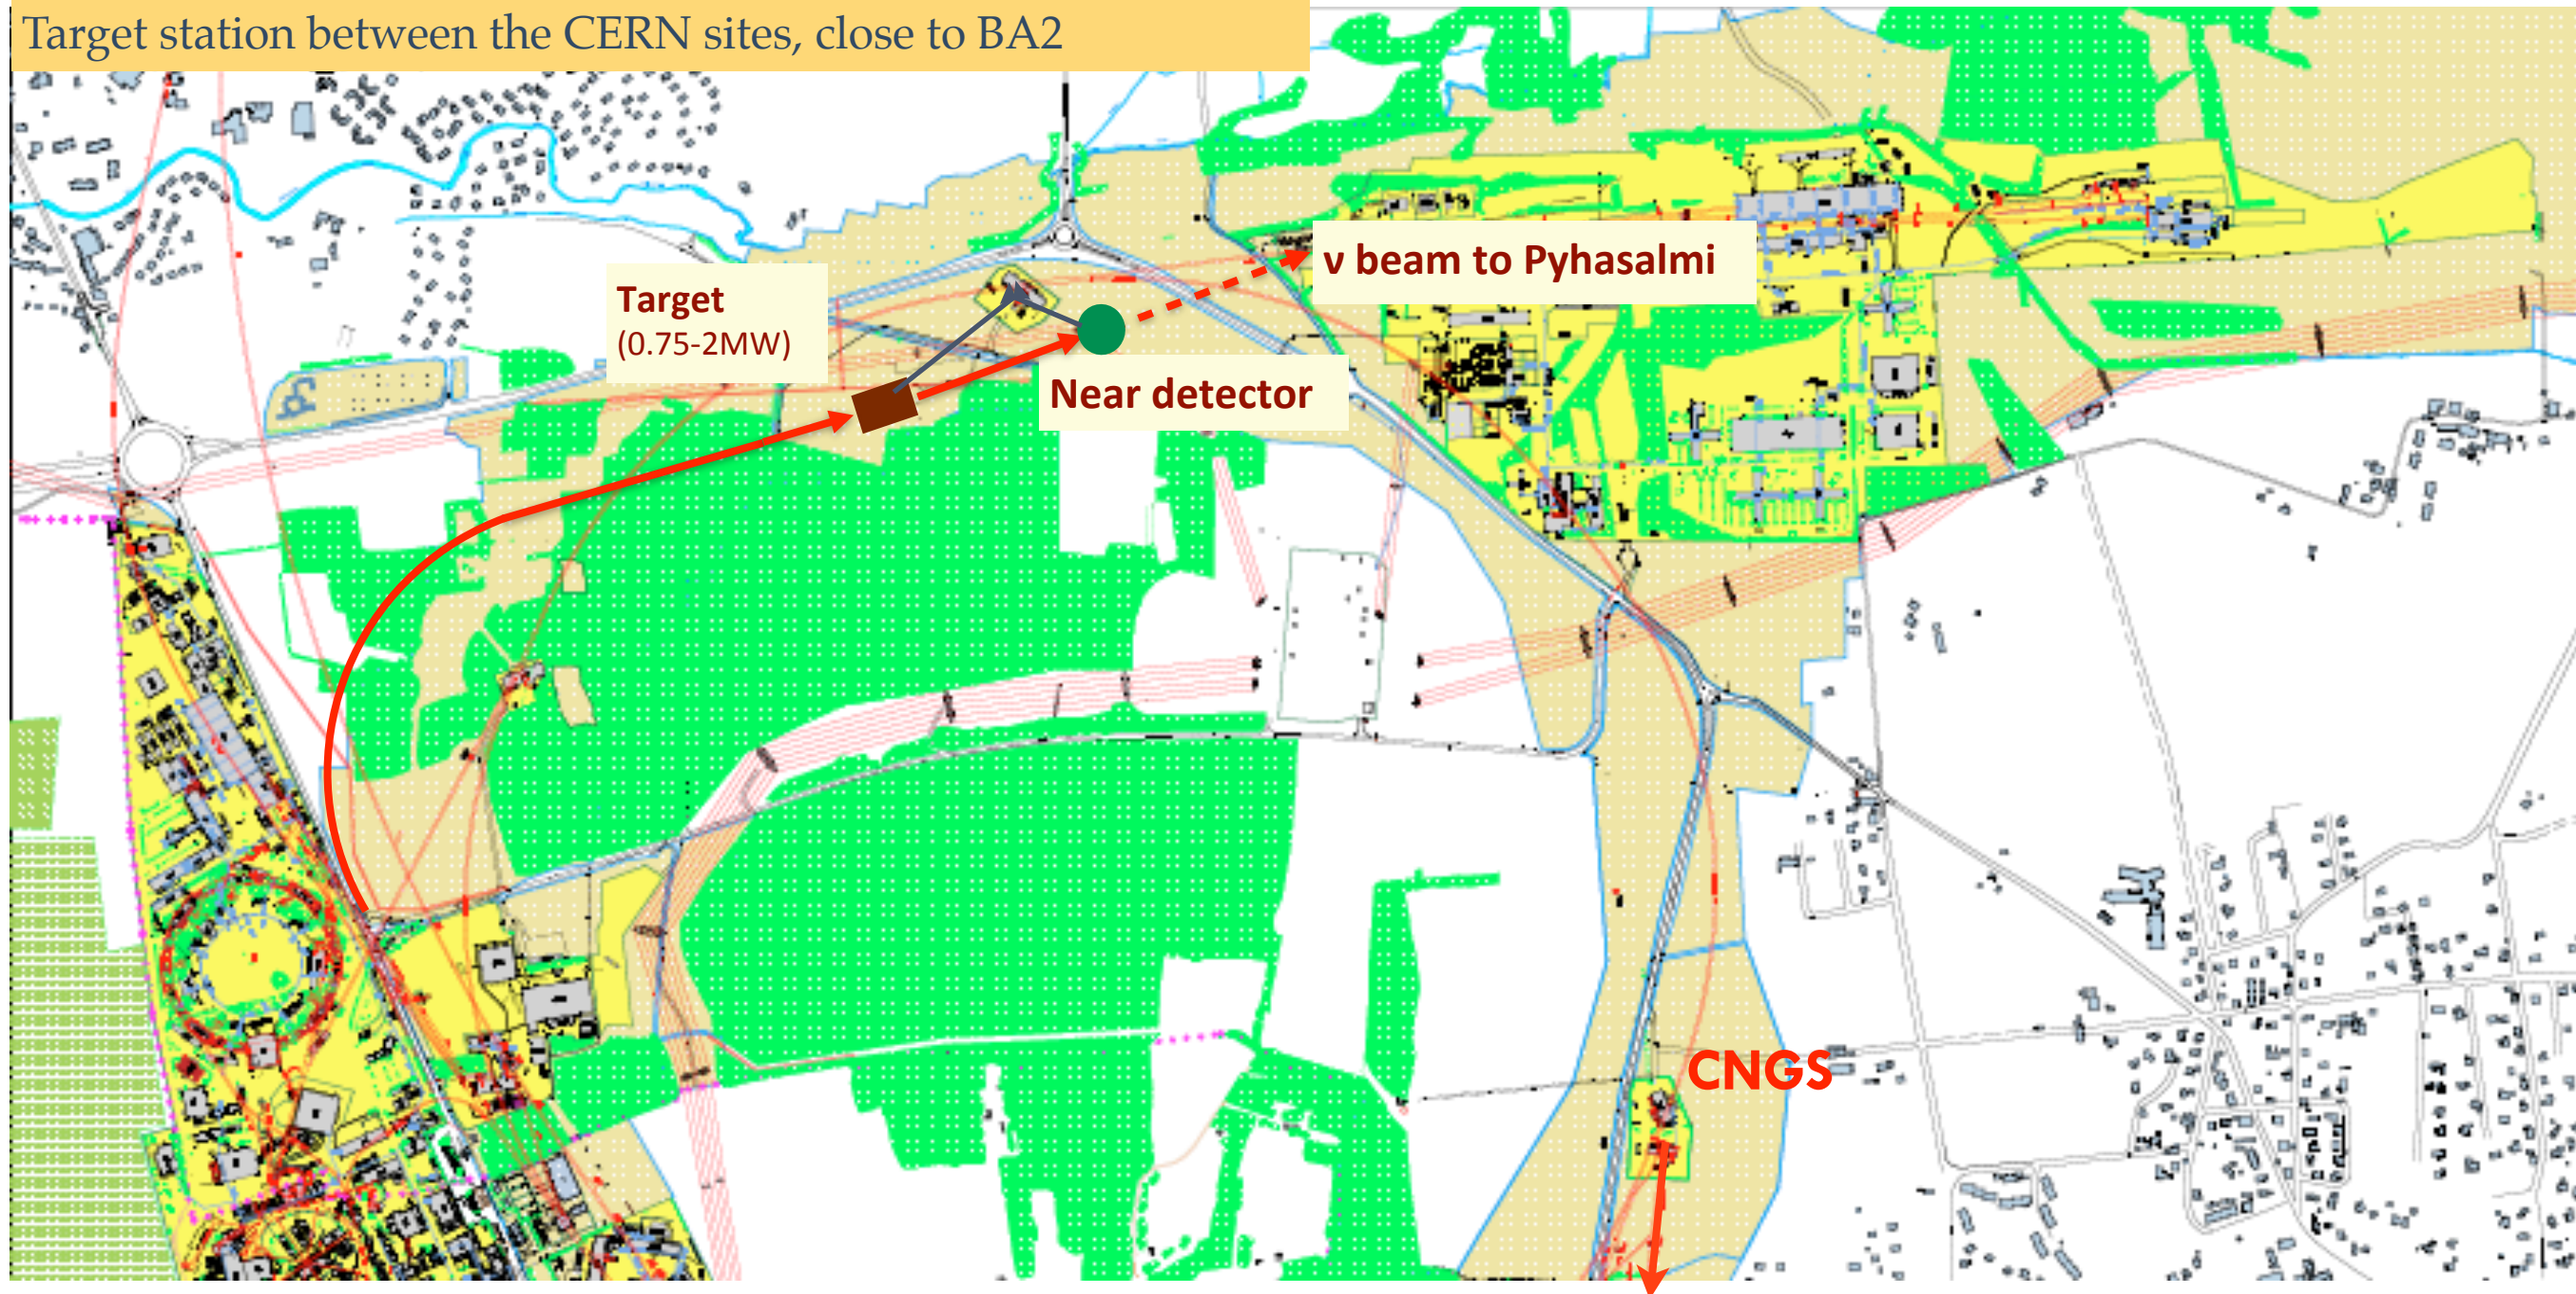 Target station between the CERN sites, close to BA2
ν beam to Pyhasalmi
Target
(0.75-2MW)
Near detector
CNGS